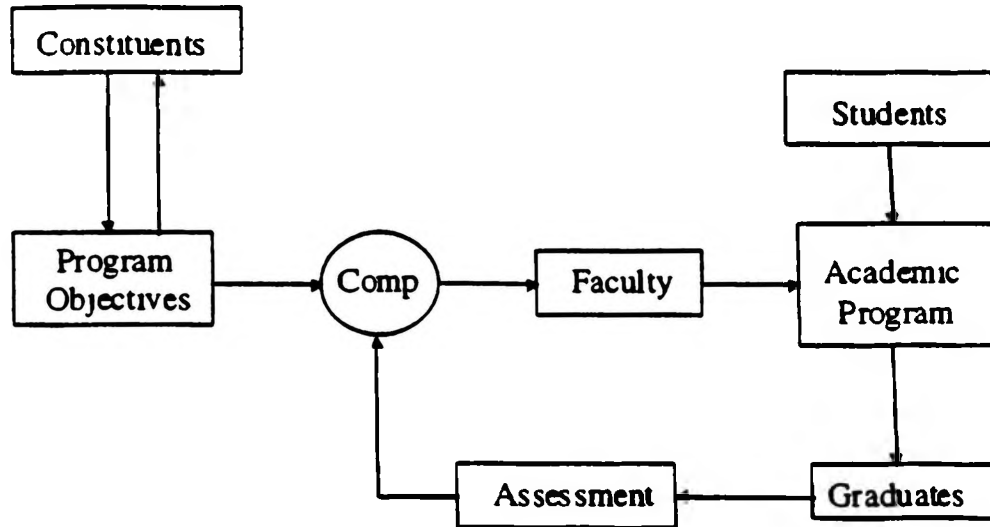 Constituents
Students
Program
Objectives
Comp
Faculty
Academic
Program
Assessment
Graduates